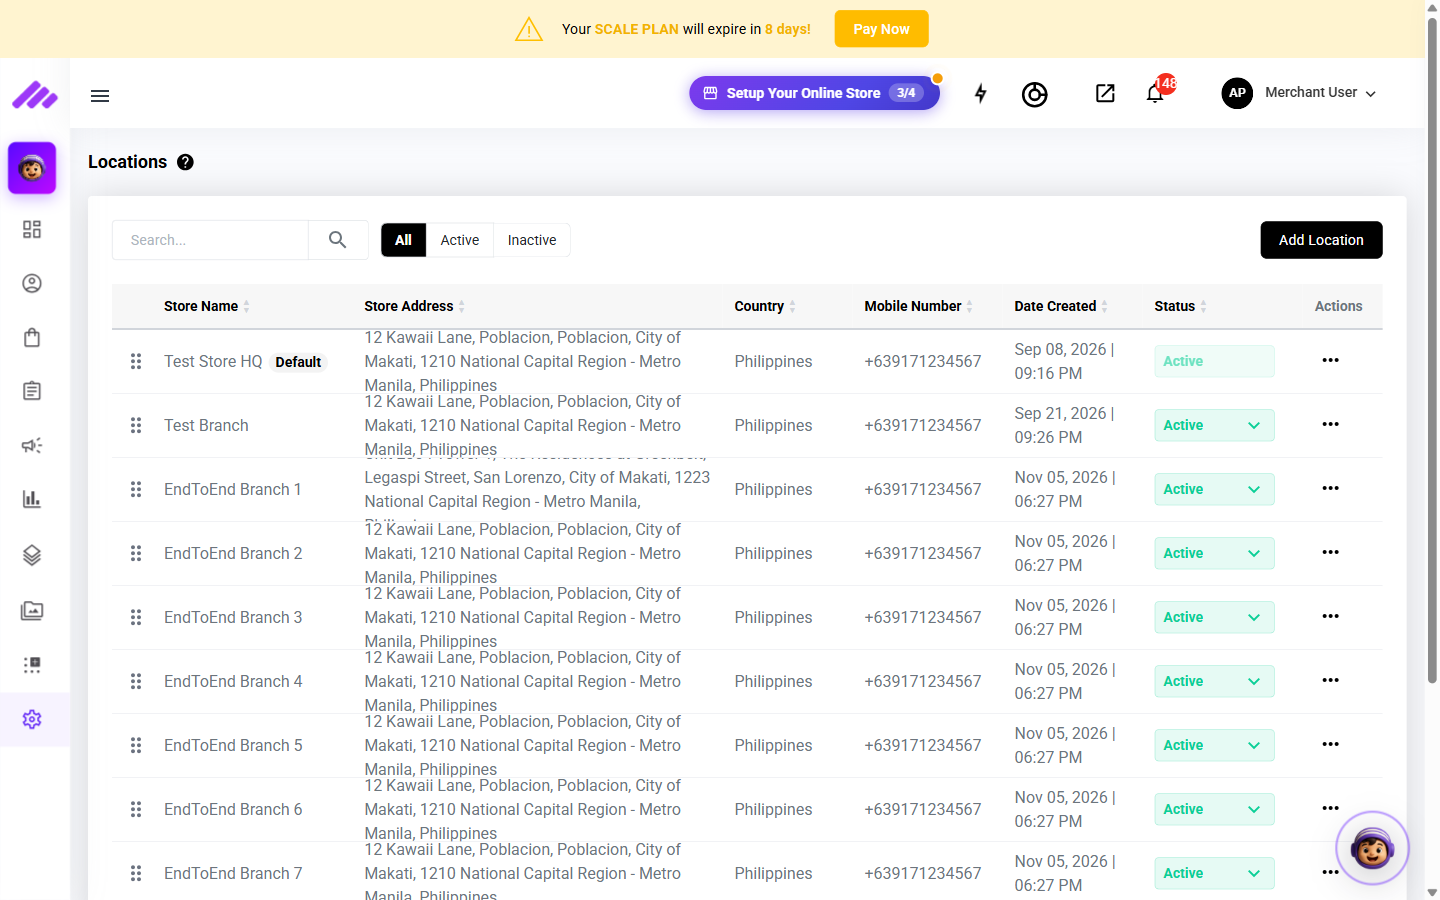 Your SCALE PLAN will expire in 8 days!
Pay Now
Setup Your Online Store 3/4
148
AP
Merchant User
Locations
Search...
All
Active
Inactive
Add Location
Store Name
Store Address
Country
Mobile Number
Date Created
Status
Actions
Test Store HQ Default
12 Kawaii Lane, Poblacion, Poblacion, City of
Makati, 1210 National Capital Region - Metro
Manila, Philippines
Philippines
+639171234567
Sep 08, 2026 |
09:16 PM
Active
Test Branch
12 Kawaii Lane, Poblacion, Poblacion, City of
Makati, 1210 National Capital Region - Metro
Manila, Philippines
Philippines
+639171234567
Sep 21, 2026 |
09:26 PM
Active
EndToEnd Branch 1
Legaspi Street, San Lorenzo, City of Makati, 1223
National Capital Region - Metro Manila,
Philippines
+639171234567
Nov 05, 2026 |
06:27 PM
Active
EndToEnd Branch 2
12 Kawaii Lane, Poblacion, Poblacion, City of
Makati, 1210 National Capital Region - Metro
Manila, Philippines
Philippines
+639171234567
Nov 05, 2026 |
06:27 PM
Active
EndToEnd Branch 3
12 Kawaii Lane, Poblacion, Poblacion, City of
Makati, 1210 National Capital Region - Metro
Manila, Philippines
Philippines
+639171234567
Nov 05, 2026 |
06:27 PM
Active
EndToEnd Branch 4
12 Kawaii Lane, Poblacion, Poblacion, City of
Makati, 1210 National Capital Region - Metro
Manila, Philippines
Philippines
+639171234567
Nov 05, 2026 |
06:27 PM
Active
EndToEnd Branch 5
12 Kawaii Lane, Poblacion, Poblacion, City of
Makati, 1210 National Capital Region - Metro
Manila, Philippines
Philippines
+639171234567
Nov 05, 2026 |
06:27 PM
Active
EndToEnd Branch 6
12 Kawaii Lane, Poblacion, Poblacion, City of
Makati, 1210 National Capital Region - Metro
Manila, Philippines
Philippines
+639171234567
Nov 05, 2026 |
06:27 PM
Active
EndToEnd Branch 7
12 Kawaii Lane, Poblacion, Poblacion, City of
Makati, 1210 National Capital Region - Metro
Manila, Philippines
Philippines
+639171234567
Nov 05, 2026 |
06:27 PM
Active